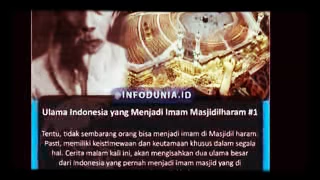 @INFODUNIA.ID
Ulama Indonesia yang Menjadi Imam Masjidilharam #1
Tentu, tidak sembarang orang bisa menjadi imam di Masjidil haram.
Pasti, memiliki keistimewaan dan keutamaan khusus dalam segala
hal. Cerita malam kali ini, akan mengisahkan dua ulama besar
dari Indonesia yang pernah menjadi imam masjid yang di